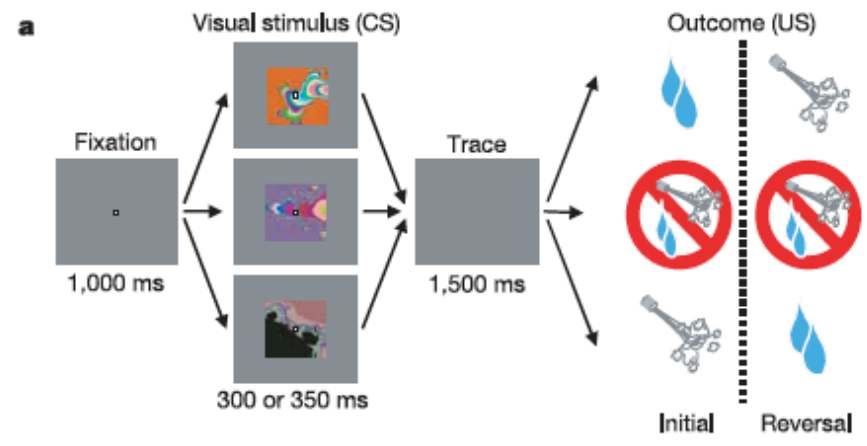 a
Visual stimulus (CS)
Outcome (US)
Fixation
Trace
1,000 ms
1,500 ms
300 or 350 ms
Initial
Reversal